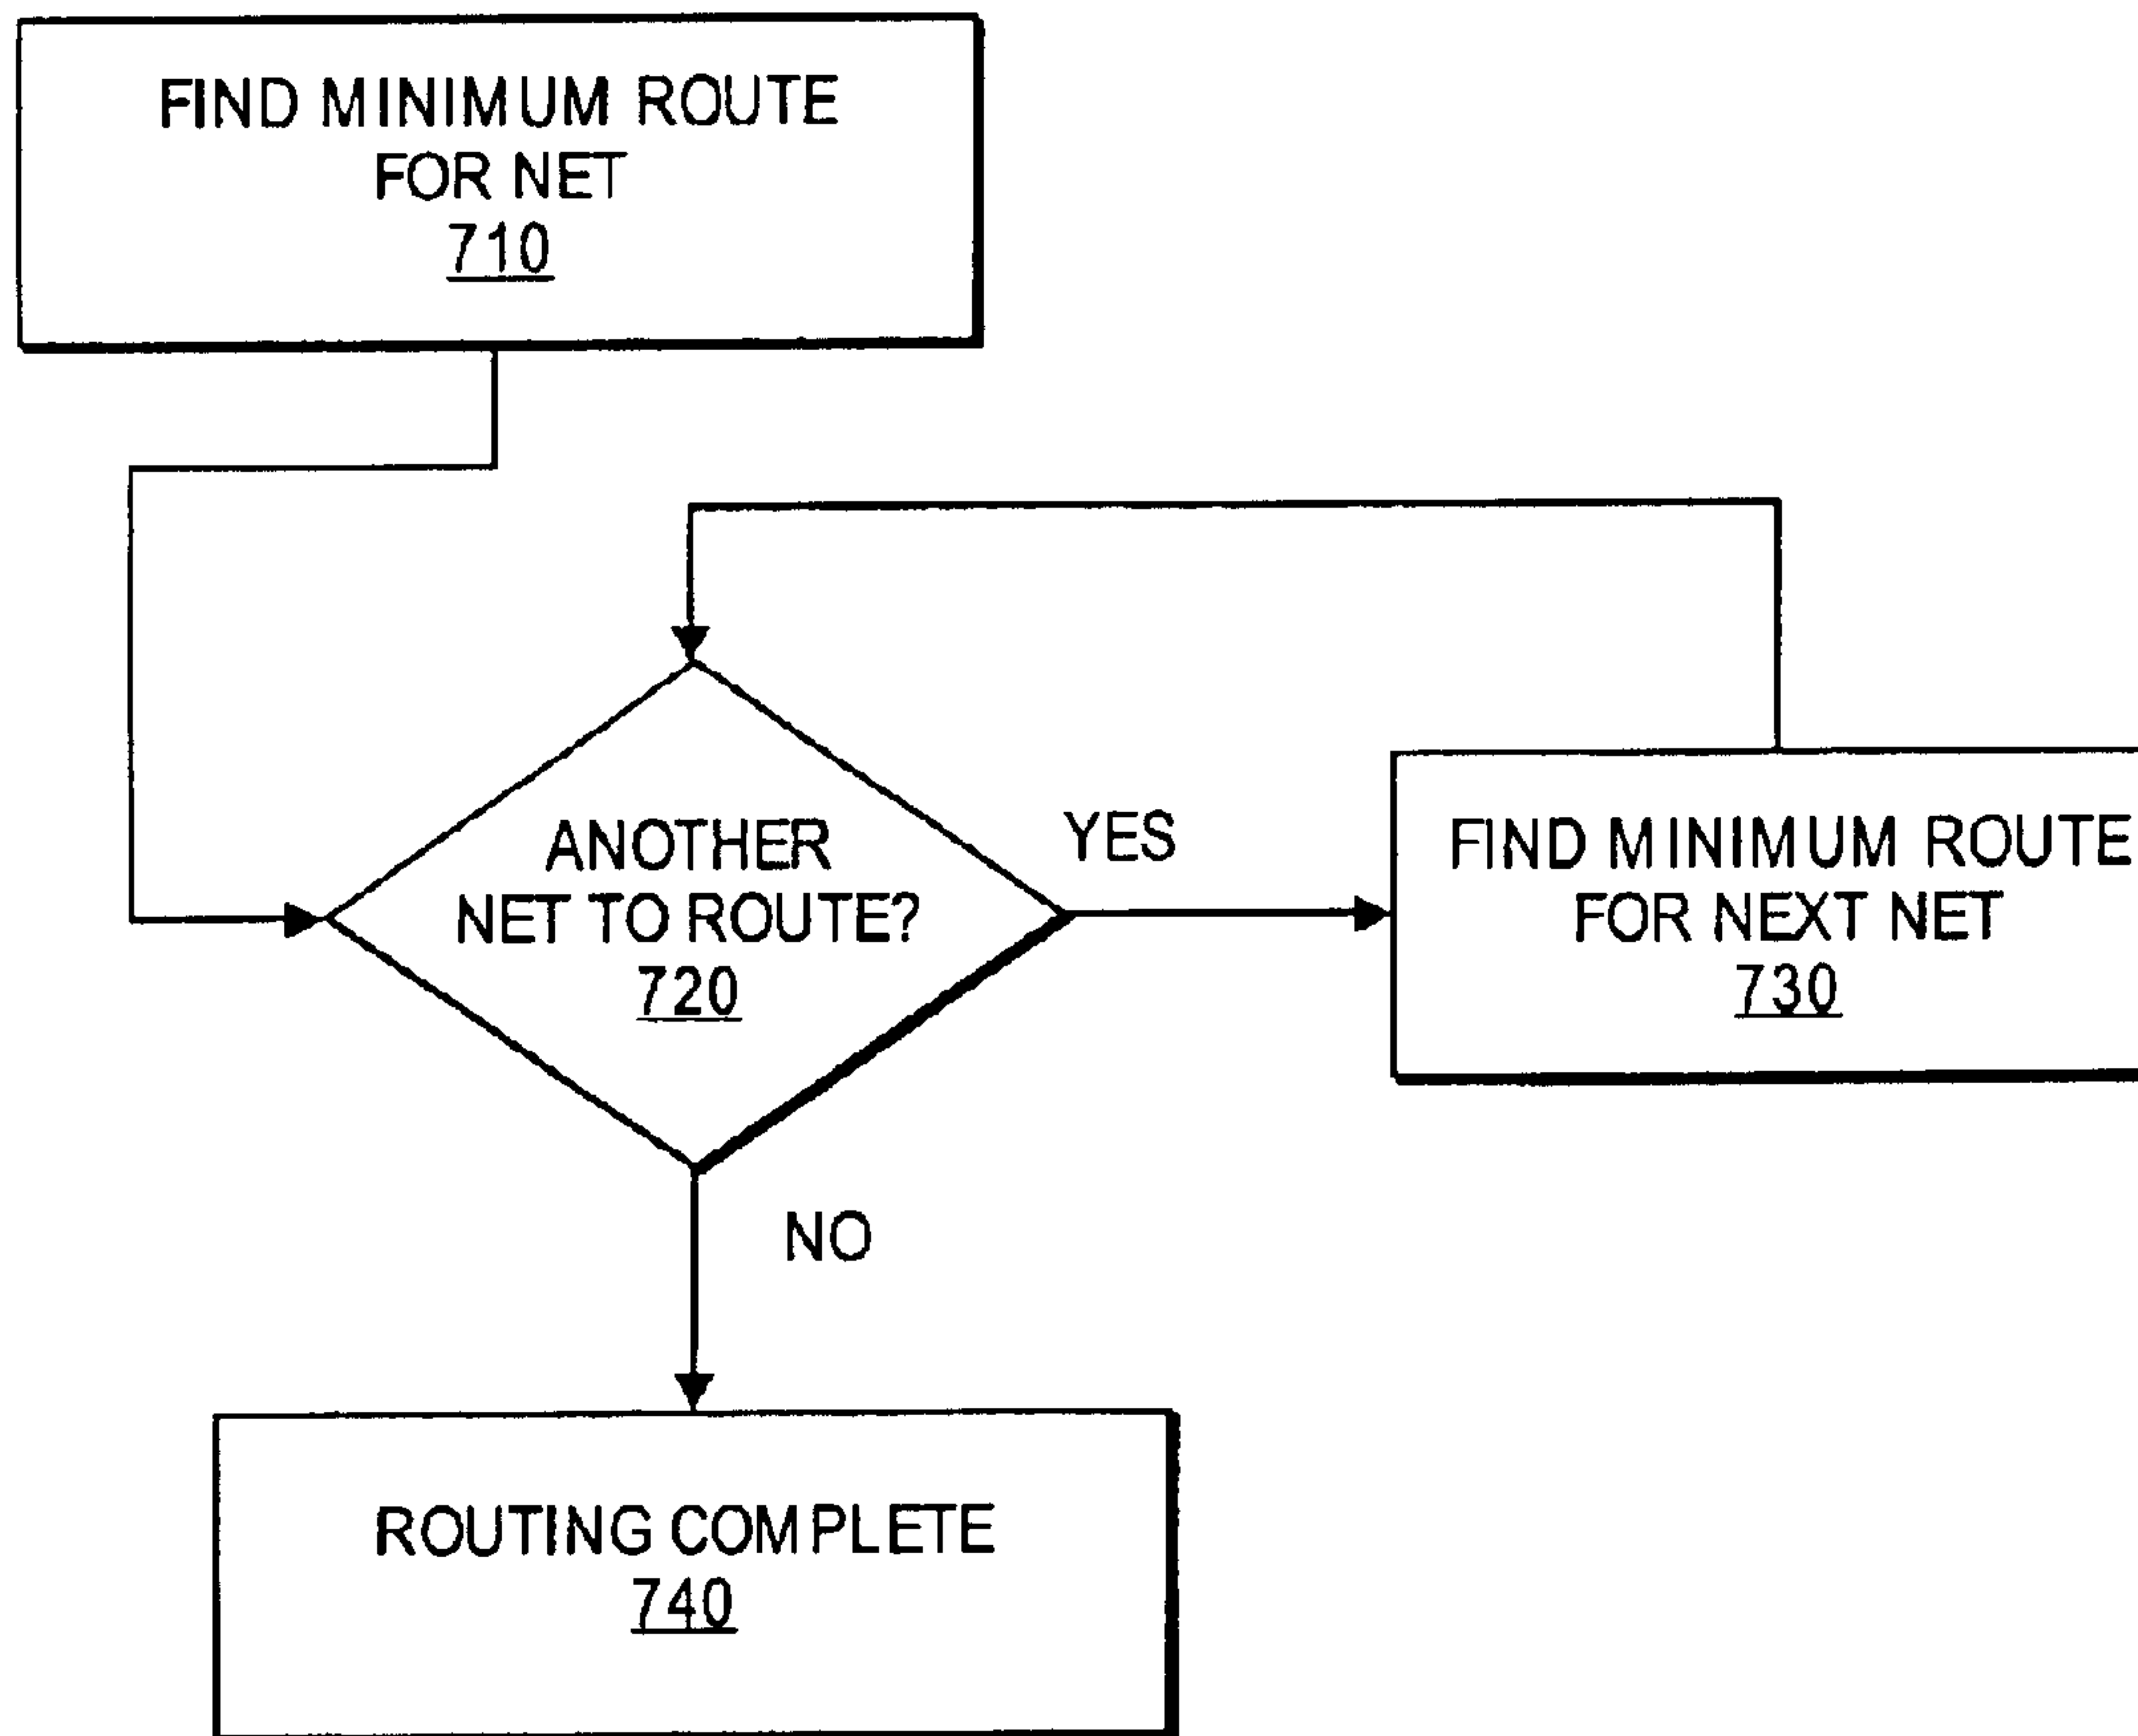 FIND MINIMUM ROUTE
FOR NET
710
ANOTHER
NET TO ROUTE?
720
YES
FIND MINIMUM ROUTE
FOR NEXT NET
730
NO
ROUTING COMPLETE
740